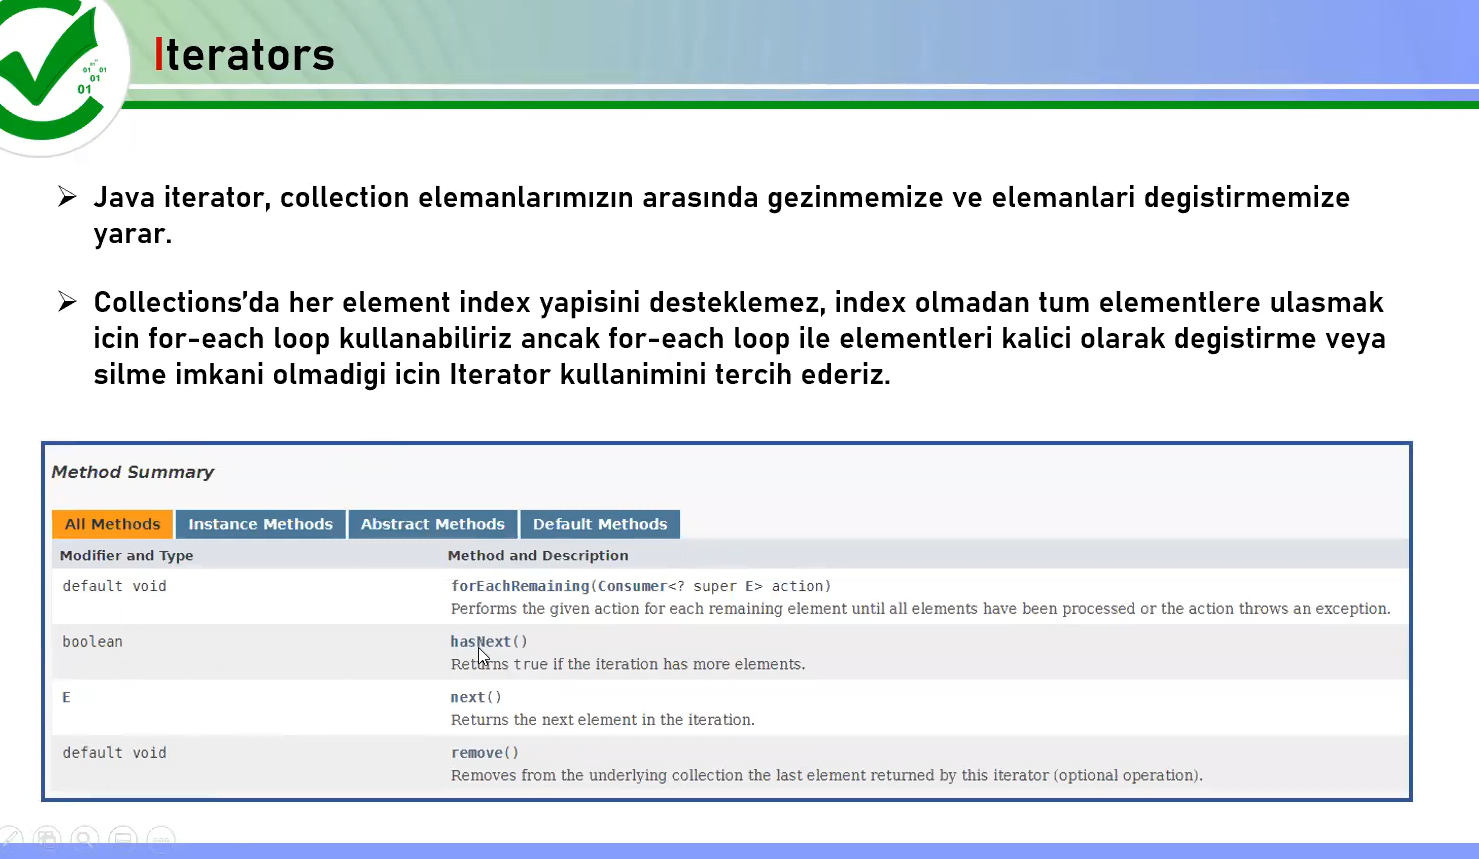 Iterators
01 01
01
01
➢ Java iterator, collection elemanlarımızın arasında gezinmemize ve elemanlari degistirmemize
yarar.
➢ Collections’da her element index yapisini desteklemez, index olmadan tum elementlere ulasmak
icin for-each loop kullanabiliriz ancak for-each loop ile elementleri kalici olarak degistirme veya
silme imkani olmadigi icin Iterator kullanimini tercih ederiz.
Method Summary
All Methods Instance Methods Abstract Methods Default Methods
Modifier and Type Method and Description
default void forEachRemaining(Consumer<? super E> action)
Performs the given action for each remaining element until all elements have been processed or the action throws an exception.
boolean hasNext()
Returns true if the iteration has more elements.
E next()
Returns the next element in the iteration.
default void remove()
Removes from the underlying collection the last element returned by this iterator (optional operation).